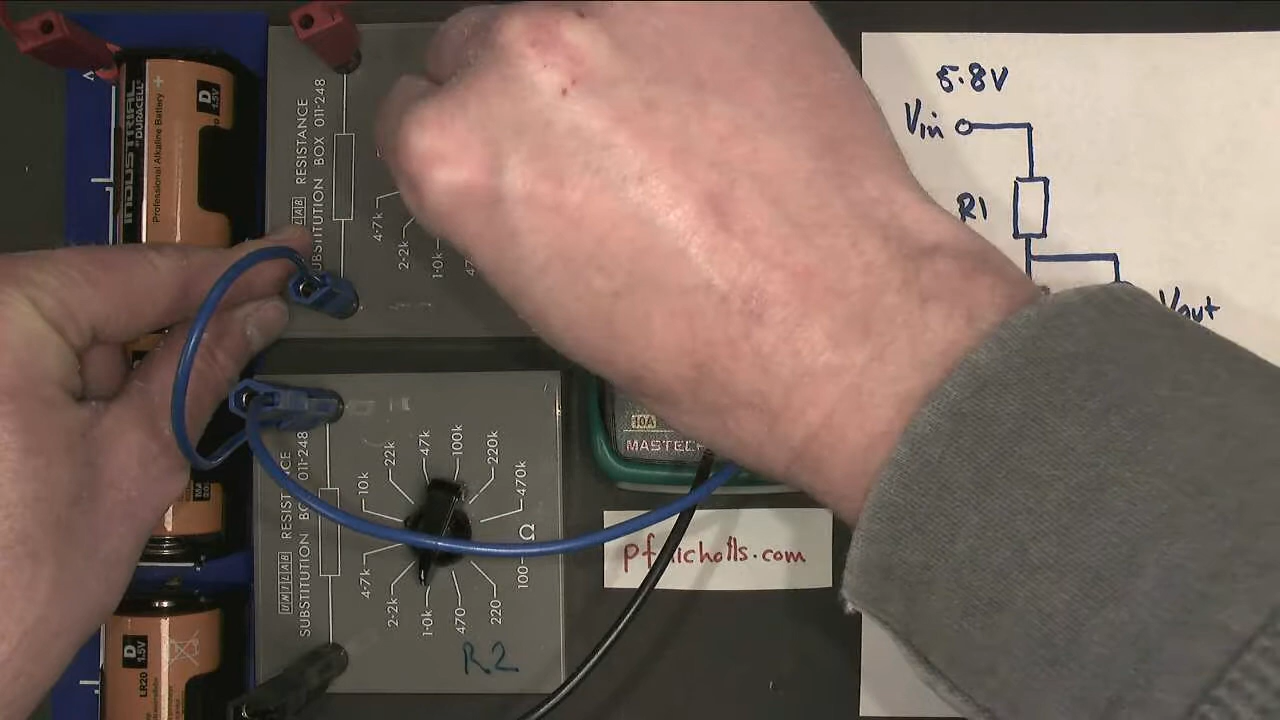 INDUSTRIAL
by DURACELL
Professional Alkaline Battery +
D
1.5V
RESISTANCE
SUBSTITUTION BOX 011-248
4·7k
2·2k
1·0k
5.8V
Vin
R1
Vout
10A
MASTECH
UNILAB RESISTANCE
SUBSTITUTION BOX 011-248
10k
22k
47k
100k
220k
470k
Ω
4·7k
2·2k
1·0k
470
220
100
R2
D
1.5V
LR20